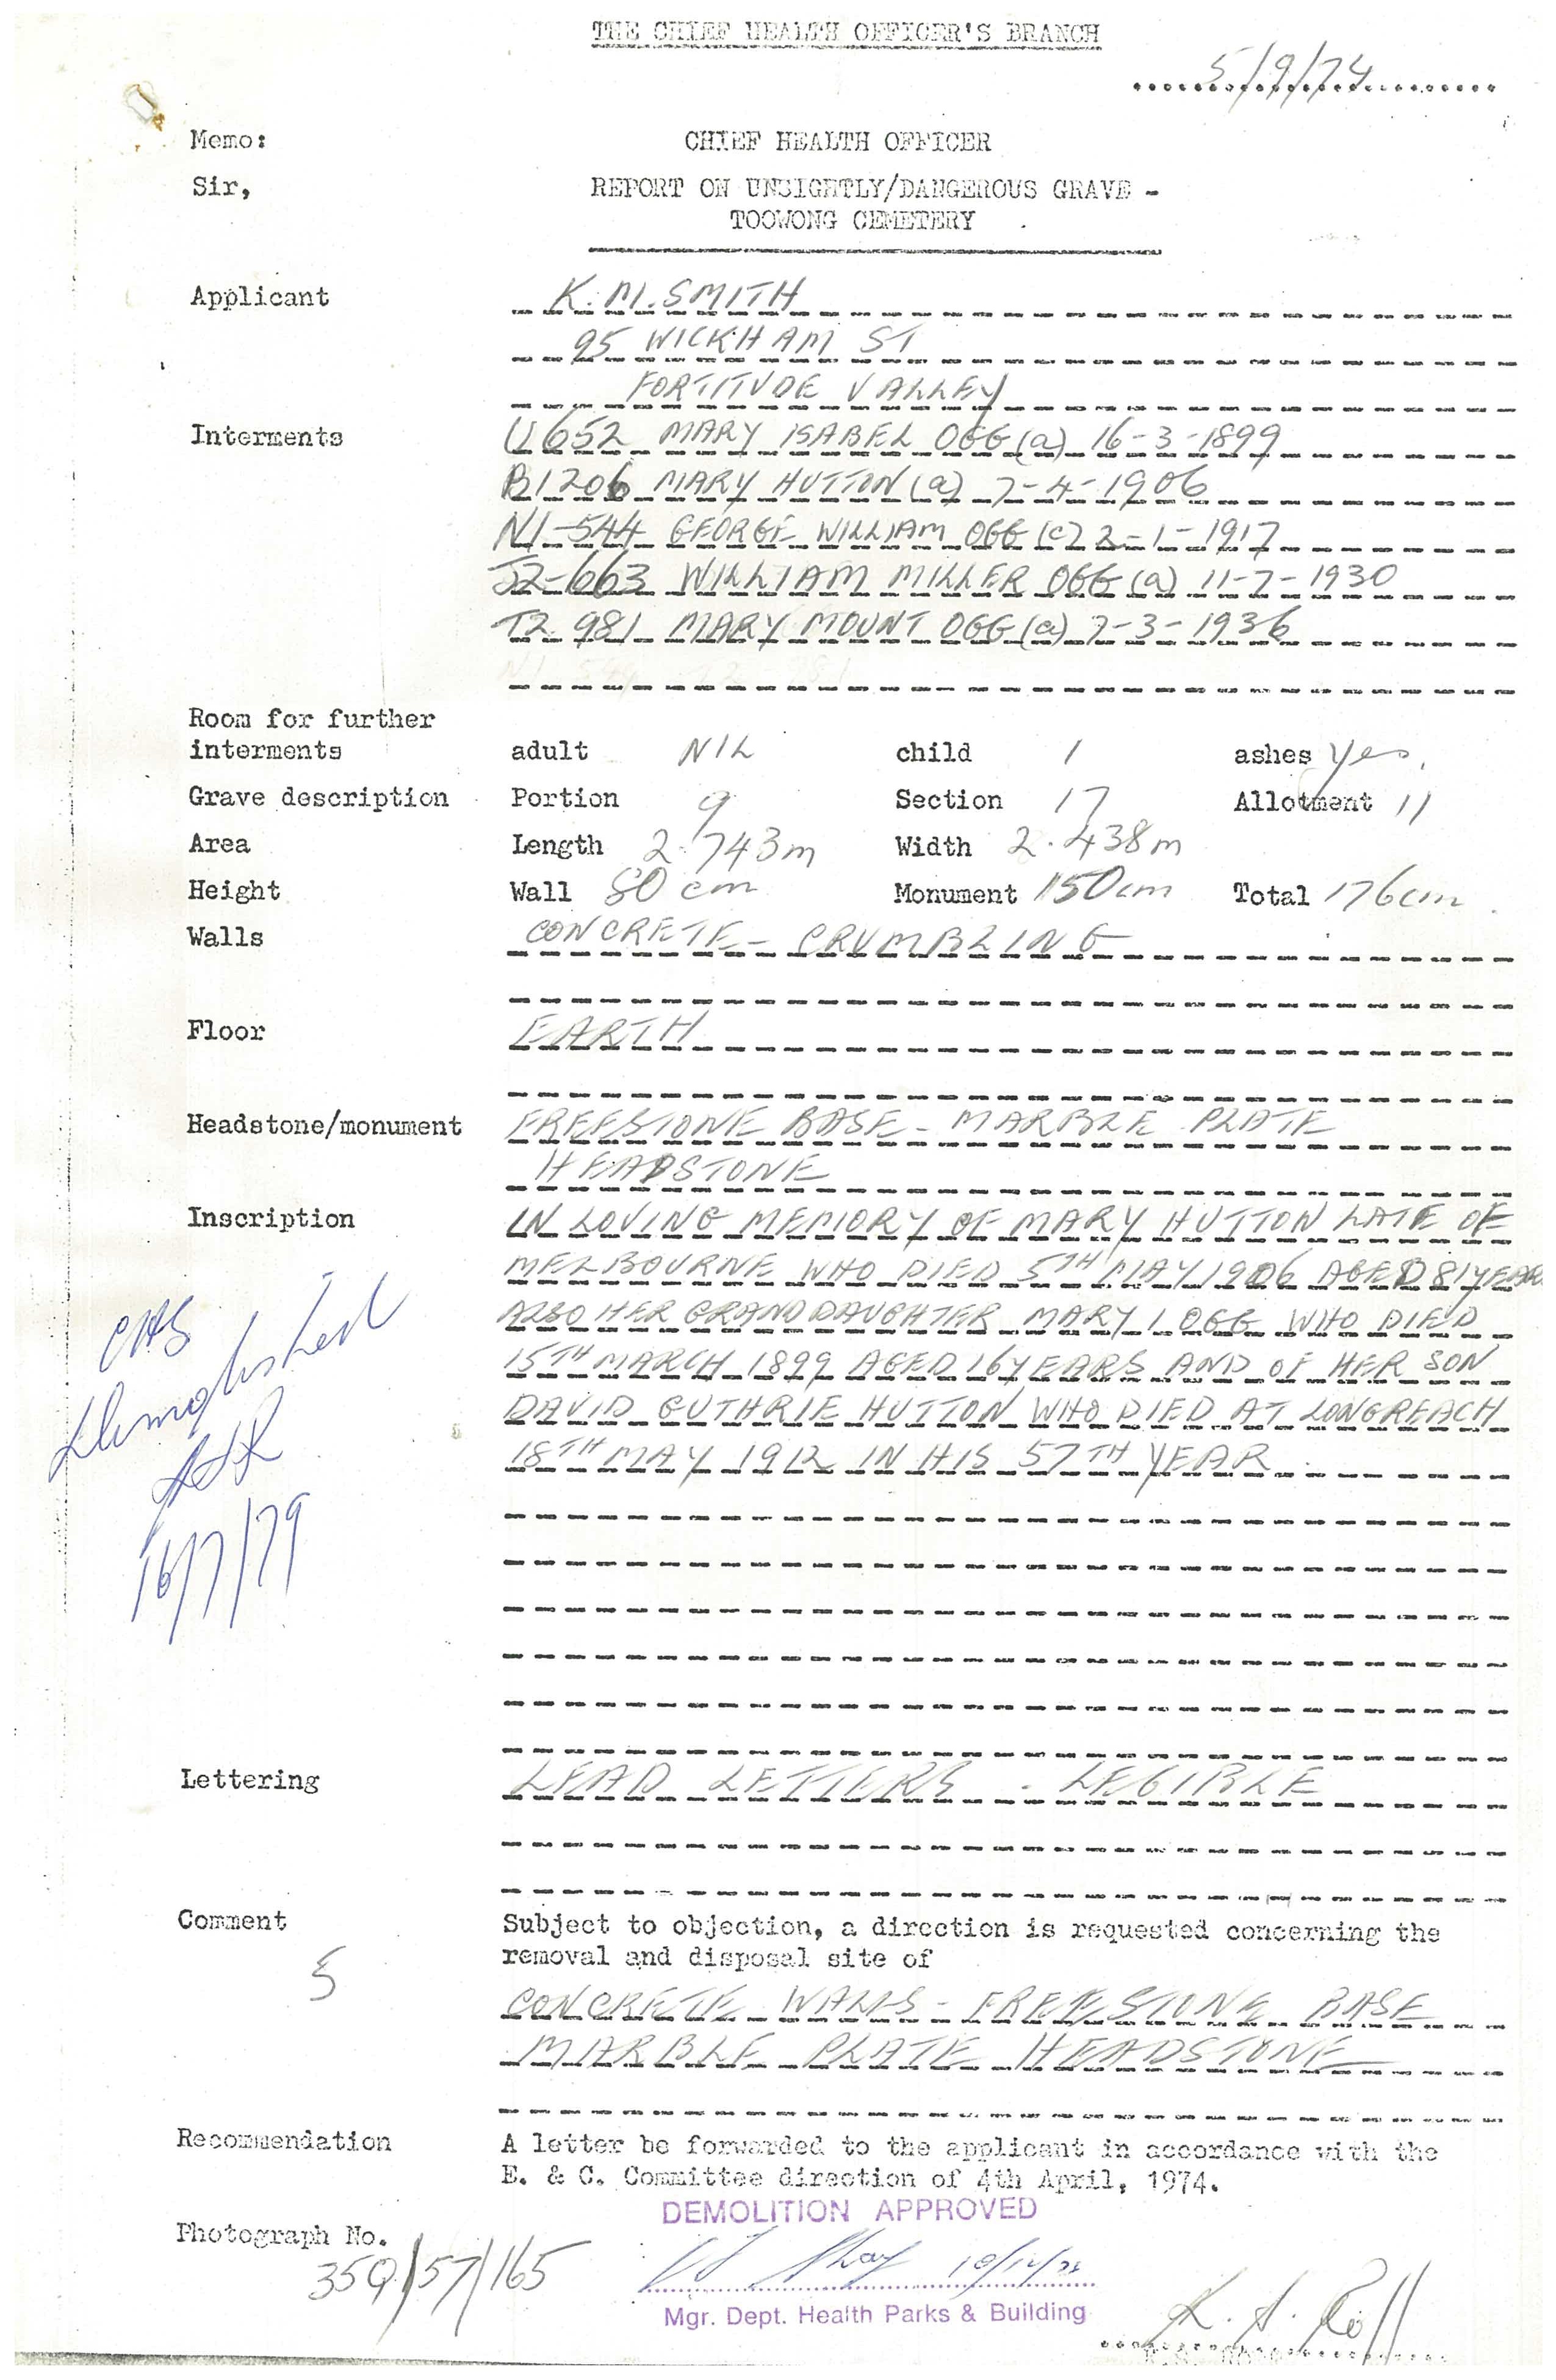 THE CHIEF HEALTH OFFICER'S BRANCH
5/9/74
Memo: CHIEF HEALTH OFFICER
Sir, REPORT ON UNSIGHTLY/DANGEROUS GRAVE -
TOOWONG CEMETERY
Applicant K.M. SMITH
95 WICKHAM ST
FORTITUDE VALLEY
Interments U652 MARY ISABEL OGG (a) 16-3-1899
B1206 MARY HUTTON (a) 7-4-1906
N1-544 GEORGE WILLIAM OGG (c) 2-1-1917
J2-663 WILLIAM MILLER OGG (a) 11-7-1930
T2 981 MARY MOUNT OGG (a) 7-3-1936
Room for further
interments adult NIL child 1 ashes yes.
Grave description Portion 9 Section 17 Allotment 11
Area Length 2.743m Width 2.438m
Height Wall 80 cm Monument 150cm Total 176cm.
Walls CONCRETE - CRUMBLING
Floor EARTH
Headstone/monument FREESTONE BASE - MARBLE PLATE
HEADSTONE
Inscription IN LOVING MEMORY OF MARY HUTTON LATE OF
MELBOURNE WHO DIED 5TH MAY 1906 AGED 81 YEARS
ALSO HER GRANDDAUGHTER MARY I OGG WHO DIED
15TH MARCH 1899 AGED 16 YEARS AND OF HER SON
DAVID GUTHRIE HUTTON WHO DIED AT LONGREACH
18TH MAY 1912 IN HIS 57TH YEAR.
Demolished
16/7/79
Lettering LEAD LETTERS - LEGIBLE
Comment Subject to objection, a direction is requested concerning the
removal and disposal site of
5
CONCRETE WALLS - FREESTONE BASE
MARBLE PLATE HEADSTONE
Recommendation A letter be forwarded to the applicant in accordance with the
E. & C. Committee direction of 4th April, 1974.
DEMOLITION APPROVED
Photograph No.
35Q/57/165
Mgr. Dept. Health Parks & Building